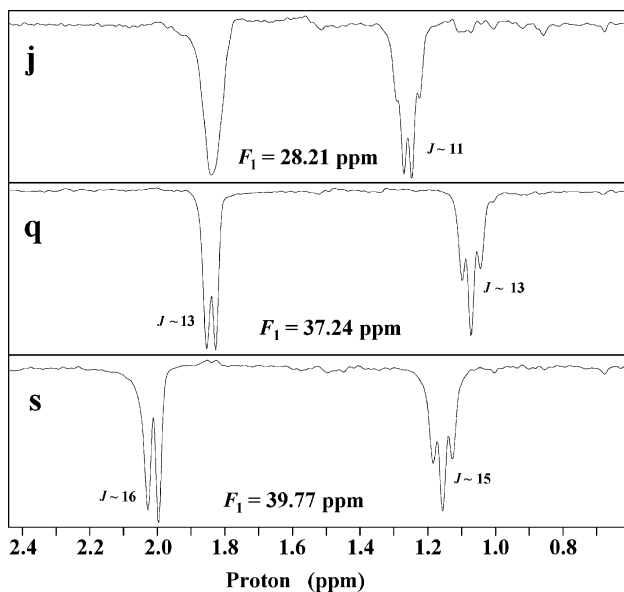 j
J ~ 11
F1 = 28.21 ppm
q
J ~ 13
J ~ 13
F1 = 37.24 ppm
s
J ~ 16
J ~ 15
F1 = 39.77 ppm
2.4 2.2 2.0 1.8 1.6 1.4 1.2 1.0 0.8
Proton (ppm)